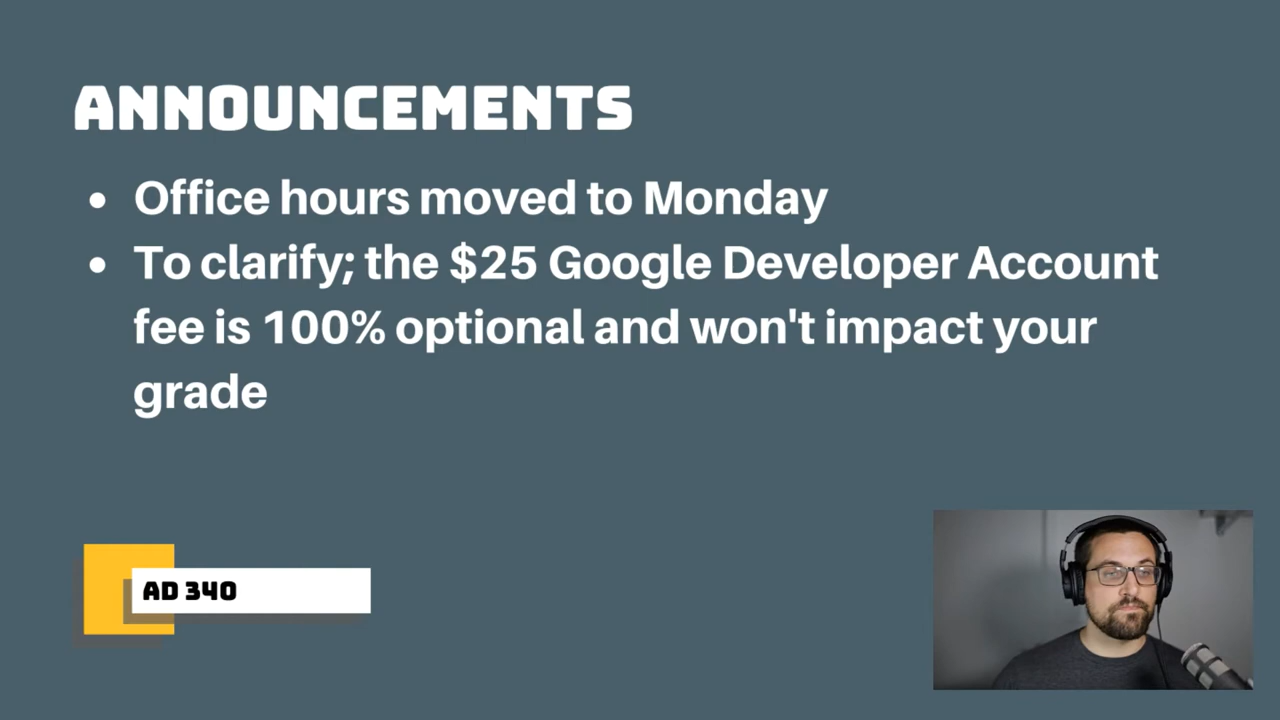 ANNOUNCEMENTS
• Office hours moved to Monday
• To clarify; the $25 Google Developer Account
fee is 100% optional and won't impact your
grade
AD 340